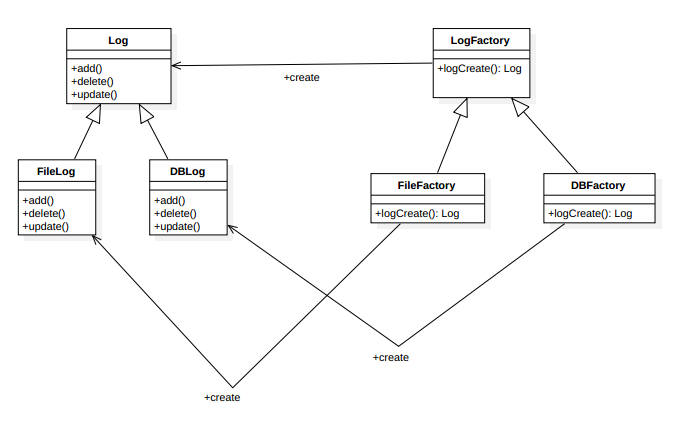 Log
+add()
+delete()
+update()
+create
LogFactory
+logCreate(): Log
FileLog
+add()
+delete()
+update()
DBLog
+add()
+delete()
+update()
FileFactory
+logCreate(): Log
DBFactory
+logCreate(): Log
+create
+create